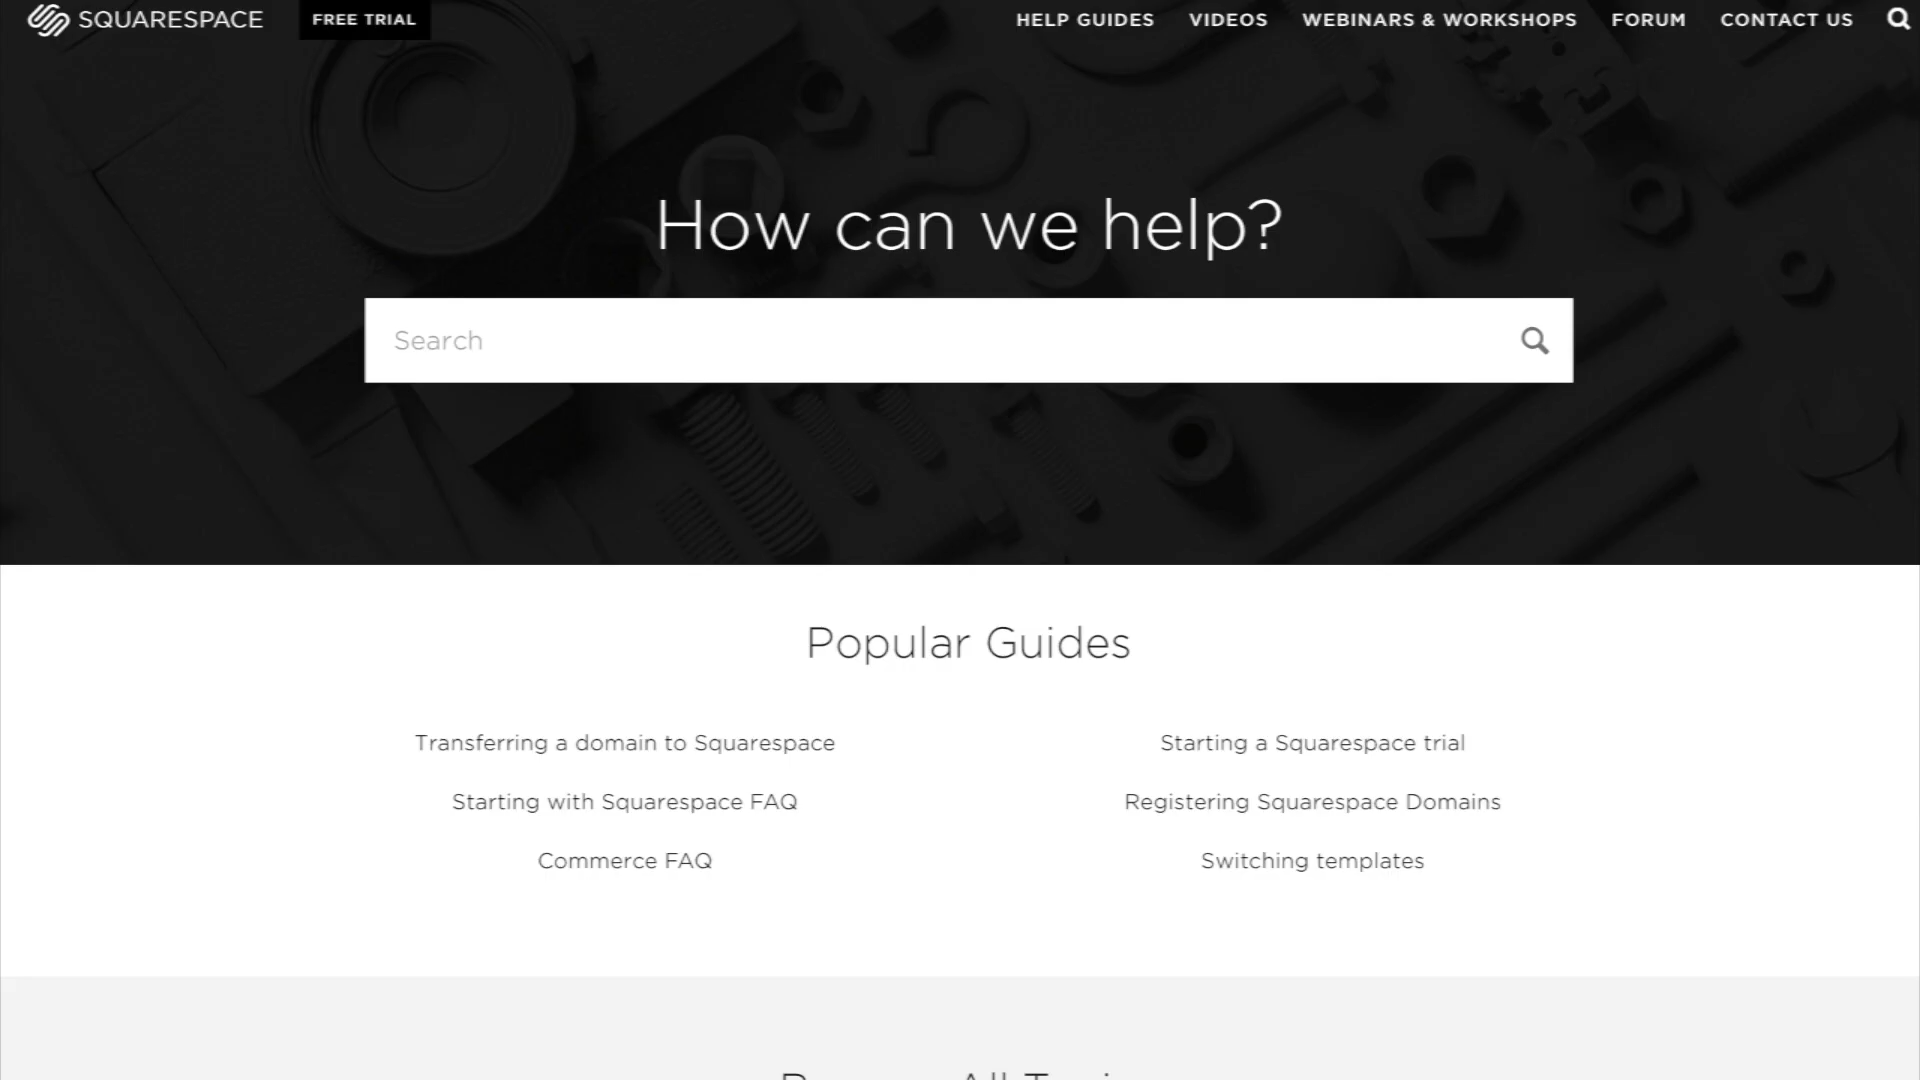 SQUARESPACE FREE TRIAL HELP GUIDES VIDEOS WEBINARS & WORKSHOPS FORUM CONTACT US
How can we help?
Search
Popular Guides
Transferring a domain to Squarespace
Starting a Squarespace trial
Starting with Squarespace FAQ
Registering Squarespace Domains
Commerce FAQ
Switching templates